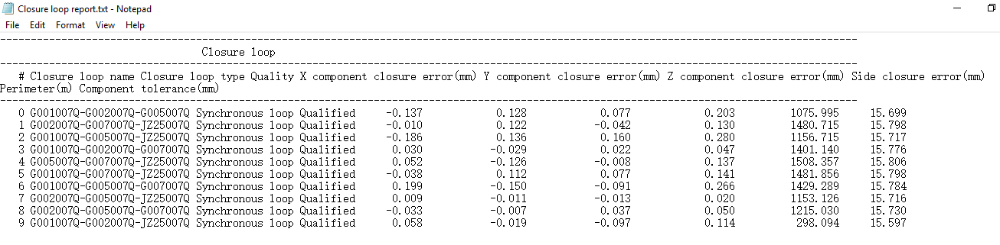 Closure loop report.txt - Notepad
File Edit Format View Help
--------------------------------------------------------------------------------------------------------------------------------------------
Closure loop
--------------------------------------------------------------------------------------------------------------------------------------------
# Closure loop name Closure loop type Quality X component closure error(mm) Y component closure error(mm) Z component closure error(mm) Side closure error(mm)
Perimeter(m) Component tolerance(mm)
--------------------------------------------------------------------------------------------------------------------------------------------
0 G001007Q-G002007Q-G005007Q Synchronous loop Qualified -0.137 0.128 0.077 0.203 1075.995 15.699
1 G002007Q-G007007Q-JZ25007Q Synchronous loop Qualified -0.010 0.122 -0.042 0.130 1480.715 15.798
2 G001007Q-G005007Q-JZ25007Q Synchronous loop Qualified -0.186 0.136 0.160 0.280 1156.715 15.717
3 G001007Q-G002007Q-G007007Q Synchronous loop Qualified 0.030 -0.029 0.022 0.047 1401.140 15.776
4 G005007Q-G007007Q-JZ25007Q Synchronous loop Qualified 0.052 -0.126 -0.008 0.137 1508.357 15.806
5 G001007Q-G007007Q-JZ25007Q Synchronous loop Qualified -0.038 0.112 0.077 0.141 1481.856 15.798
6 G001007Q-G005007Q-G007007Q Synchronous loop Qualified 0.199 -0.150 -0.091 0.266 1429.289 15.784
7 G002007Q-G005007Q-JZ25007Q Synchronous loop Qualified 0.009 -0.011 -0.013 0.020 1153.126 15.716
8 G002007Q-G005007Q-G007007Q Synchronous loop Qualified -0.033 -0.007 0.037 0.050 1215.030 15.730
9 G001007Q-G002007Q-JZ25007Q Synchronous loop Qualified 0.058 -0.019 -0.097 0.114 298.094 15.597